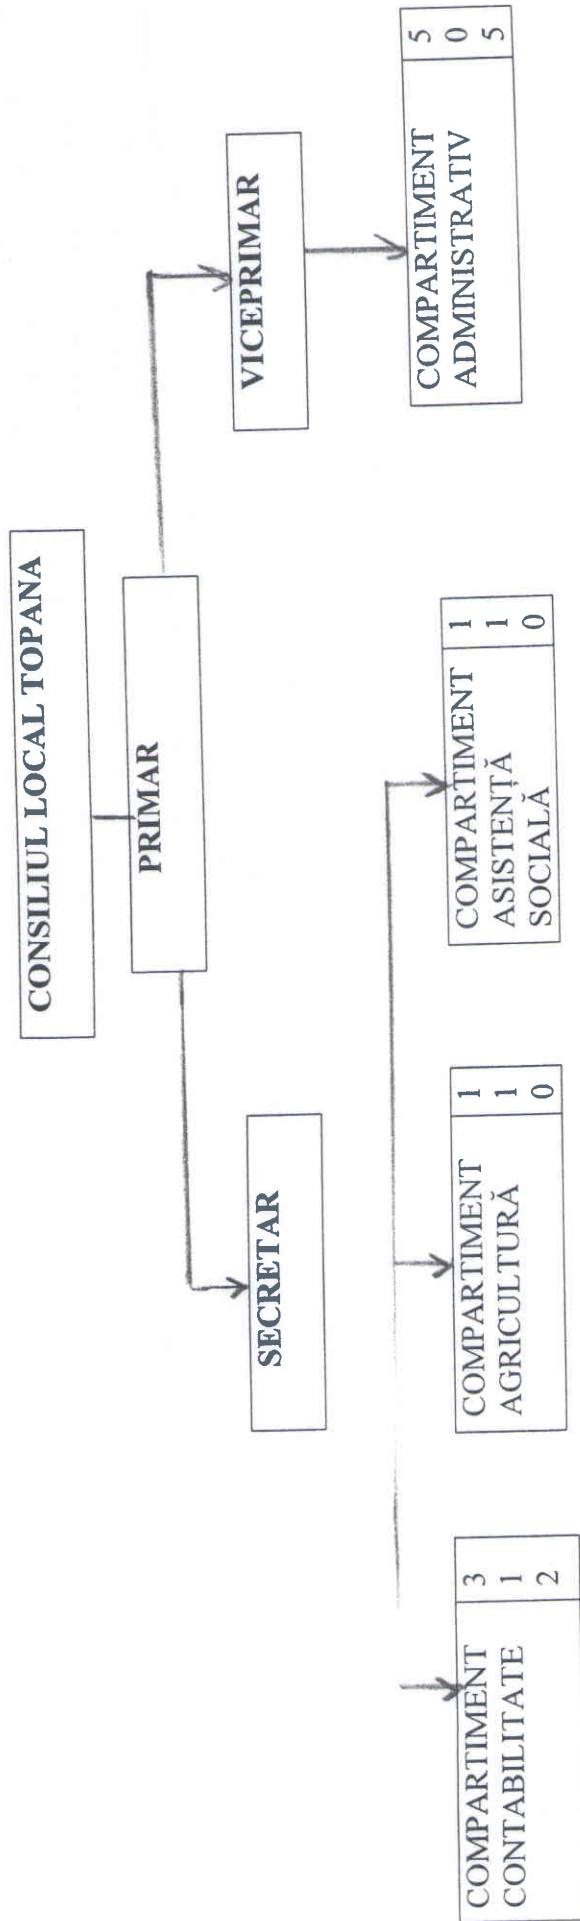 CONSILIUL LOCAL TOPANA
PRIMAR
SECRETAR
VICEPRIMAR
COMPARTIMENT
CONTABILITATE
3
1
2
COMPARTIMENT
AGRICULTURĂ
1
1
0
COMPARTIMENT
ASISTENȚĂ
SOCIALĂ
1
1
0
COMPARTIMENT
ADMINISTRATIV
5
0
5